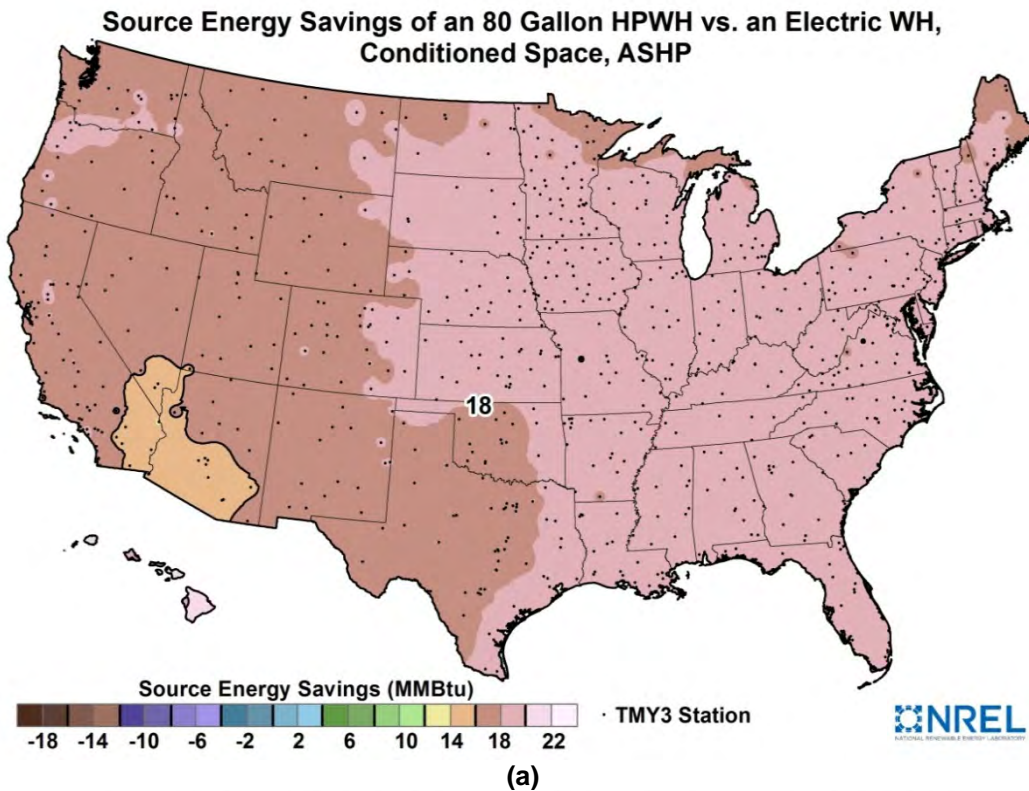 Source Energy Savings of an 80 Gallon HPWH vs. an Electric WH,
Conditioned Space, ASHP
18
Source Energy Savings (MMBtu)
-18 -14 -10 -6 -2 2 6 10 14 18 22
· TMY3 Station
NREL
NATIONAL RENEWABLE ENERGY LABORATORY
(a)